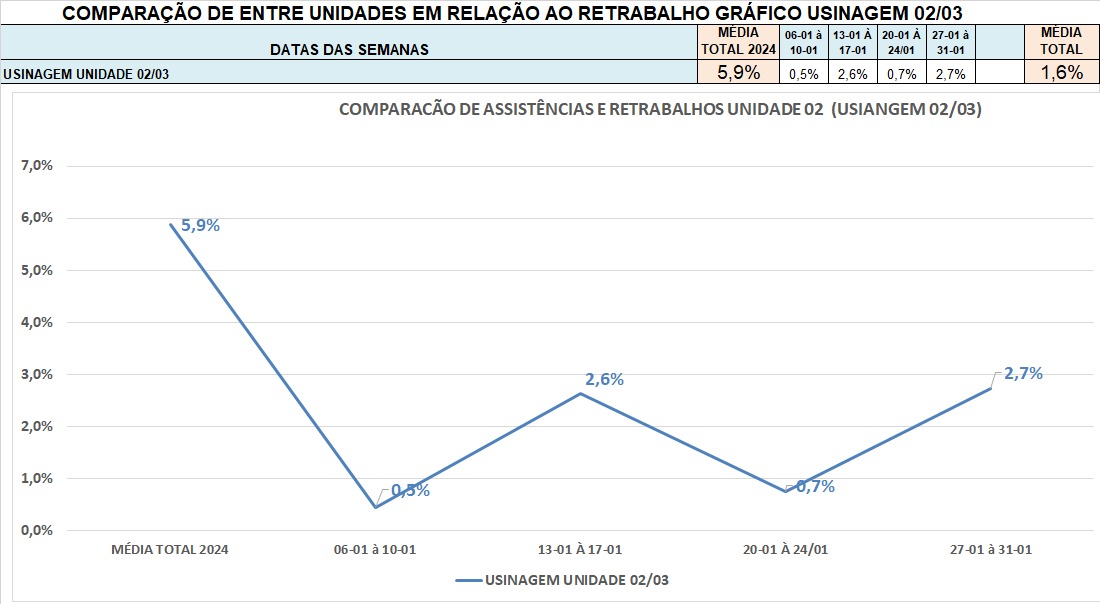 COMPARAÇÃO DE ENTRE UNIDADES EM RELAÇÃO AO RETRABALHO GRÁFICO USINAGEM 02/03
DATAS DAS SEMANAS
MÉDIA
TOTAL 2024
06-01 à
10-01
13-01 À
17-01
20-01 À
24/01
27-01 à
31-01
MÉDIA
TOTAL
USINAGEM UNIDADE 02/03
5,9%
0,5%
2,6%
0,7%
2,7%
1,6%
COMPARACÃO DE ASSISTÊNCIAS E RETRABALHOS UNIDADE 02 (USIANGEM 02/03)
7,0%
6,0%
5,0%
4,0%
3,0%
2,0%
1,0%
0,0%
5,9%
0,5%
2,6%
0,7%
2,7%
MÉDIA TOTAL 2024
06-01 à 10-01
13-01 À 17-01
20-01 À 24/01
27-01 à 31-01
USINAGEM UNIDADE 02/03